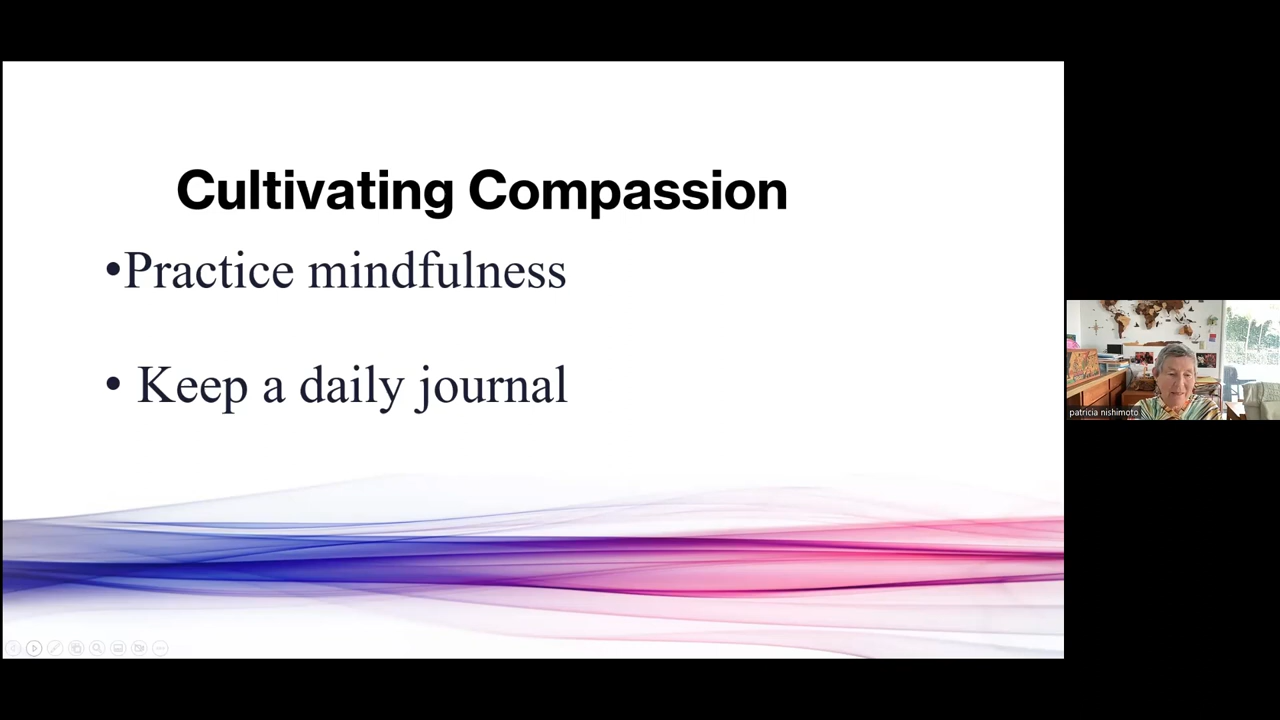 Cultivating Compassion
•Practice mindfulness
• Keep a daily journal
patricia nishimoto